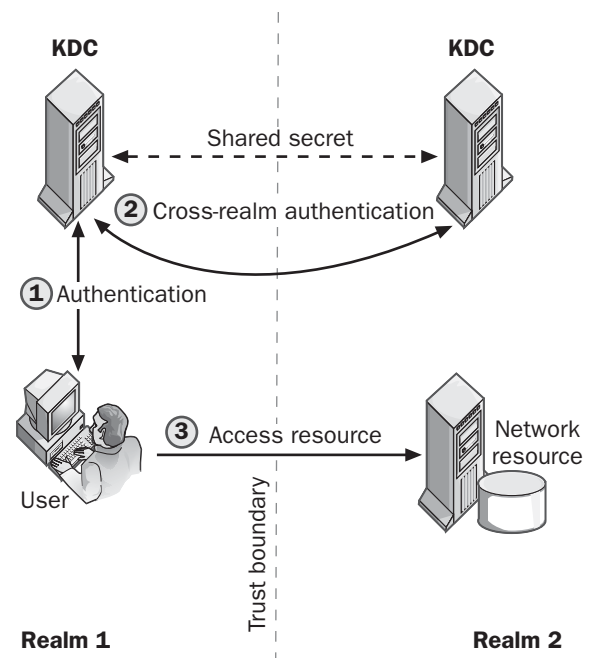 KDC
KDC
Shared secret
2 Cross-realm authentication
1 Authentication
3 Access resource
Network
resource
User
Trust boundary
Realm 1
Realm 2